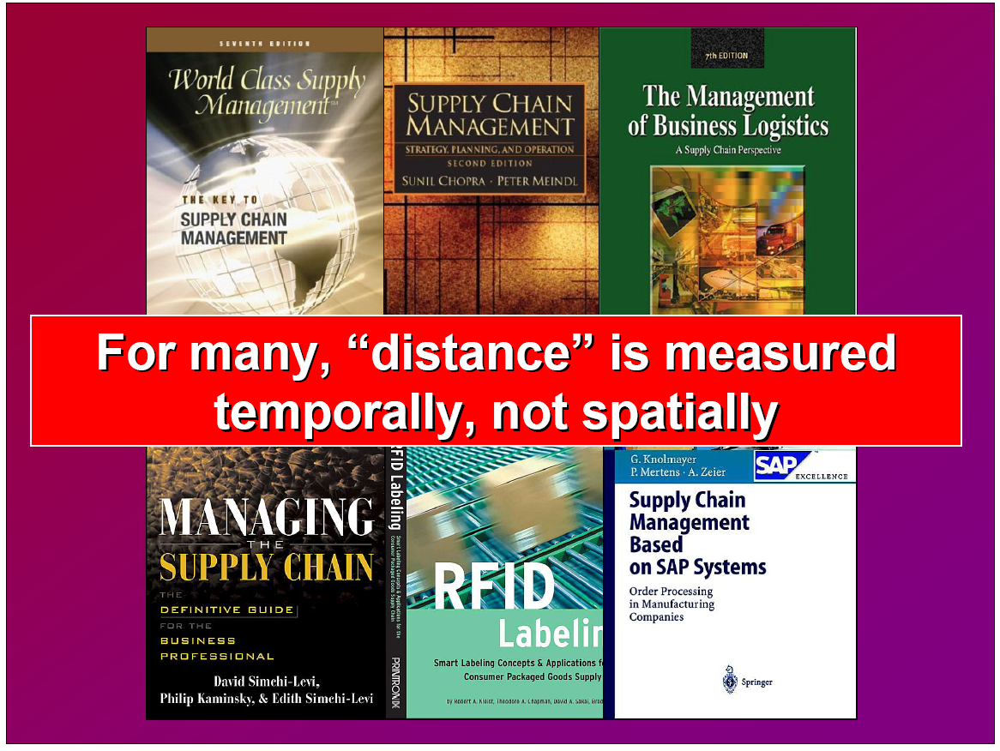 SEVENTH EDITION
World Class Supply
Management℠
THE KEY TO
SUPPLY CHAIN
MANAGEMENT
SUPPLY CHAIN
MANAGEMENT
STRATEGY, PLANNING, AND OPERATION
SECOND EDITION
SUNIL CHOPRA · PETER MEINDL
7th EDITION
The Management
of Business Logistics
A Supply Chain Perspective
For many, “distance” is measured
temporally, not spatially
MANAGING
THE
SUPPLY CHAIN
THE
DEFINITIVE GUIDE
FOR THE
BUSINESS
PROFESSIONAL
David Simchi-Levi,
Philip Kaminsky, & Edith Simchi-Levi
RFID Labeling
Smart Labeling Concepts & Applications for the
Consumer Packaged Goods Supply Chain
PRINTRONIX
RFID
Labelin
Smart Labeling Concepts & Applications f
Consumer Packaged Goods Supply
by Robert A. Kleist, Theodore A. Chapman, David A. Sakai, Brad
G. Knolmayer
P. Mertens · A. Zeier
SAP
EXCELLENCE
Supply Chain
Management
Based
on SAP Systems
Order Processing
in Manufacturing
Companies
Springer